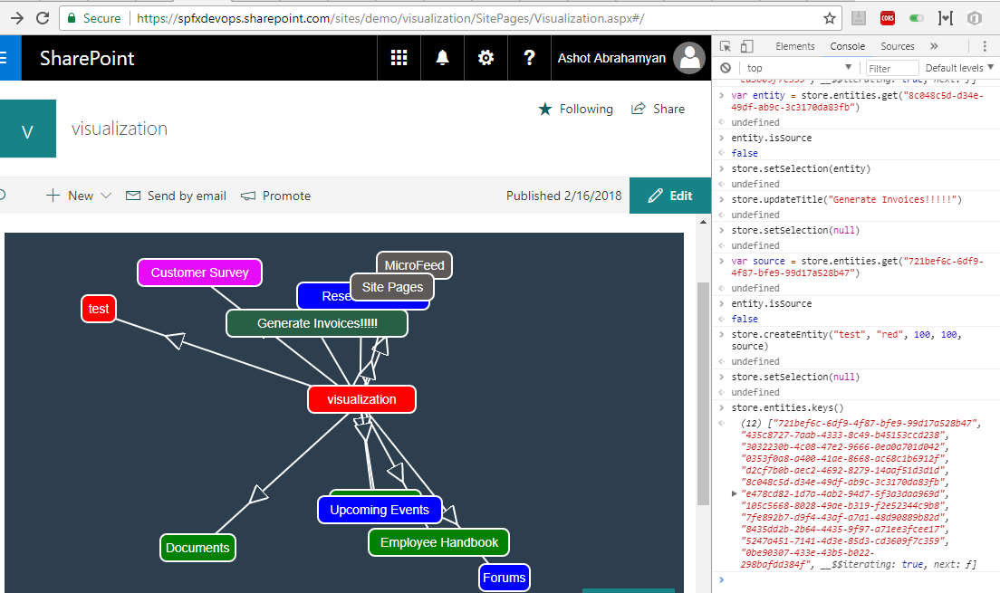 Secure
https://spfxdevops.sharepoint.com/sites/demo/visualization/SitePages/Visualization.aspx#/
CORS
SharePoint
?
Ashot Abrahamyan
V
visualization
Following
Share
New
Send by email
Promote
Published 2/16/2018
Edit
Customer Survey
MicroFeed
Site Pages
Rese
test
Generate Invoices!!!!!
visualization
Upcoming Events
Documents
Employee Handbook
Forums
Elements
Console
Sources
»
top
Filter
Default levels
cd3609f7c359", __$$iterating: true, next: ƒ]
var entity = store.entities.get("8c048c5d-d34e-
49df-ab9c-3c3170da83fb")
undefined
entity.isSource
false
store.setSelection(entity)
undefined
store.updateTitle("Generate Invoices!!!!!")
undefined
store.setSelection(null)
undefined
var source = store.entities.get("721bef6c-6df9-
4f87-bfe9-99d17a528b47")
undefined
entity.isSource
false
store.createEntity("test", "red", 100, 100,
source)
undefined
store.setSelection(null)
undefined
store.entities.keys()
(12) ["721bef6c-6df9-4f87-bfe9-99d17a528b47",
"435c8727-7aab-4333-8c49-b45153ccd238",
"3032230b-4c08-47e2-9666-0ea0a701d042",
"0353f0a8-a400-41ae-8668-ac68c1b6912f",
"d2cf7b0b-aec2-4692-8279-14aaf51d3d1d",
"8c048c5d-d34e-49df-ab9c-3c3170da83fb",
"e478cd82-1d7a-4ab2-94d7-5f3a3daa969d",
"105c5668-8028-49ae-b319-f2e52344c9b8",
"7fe892b7-d9f4-43af-a7a1-48d90889b82d",
"8435dd2b-2b64-4435-9f97-a71ee3fcee17",
"5247a451-7141-4d3e-85d3-cd3609f7c359",
"0be90307-433e-43b5-b022-
298bafdd384f", __$$iterating: true, next: ƒ]